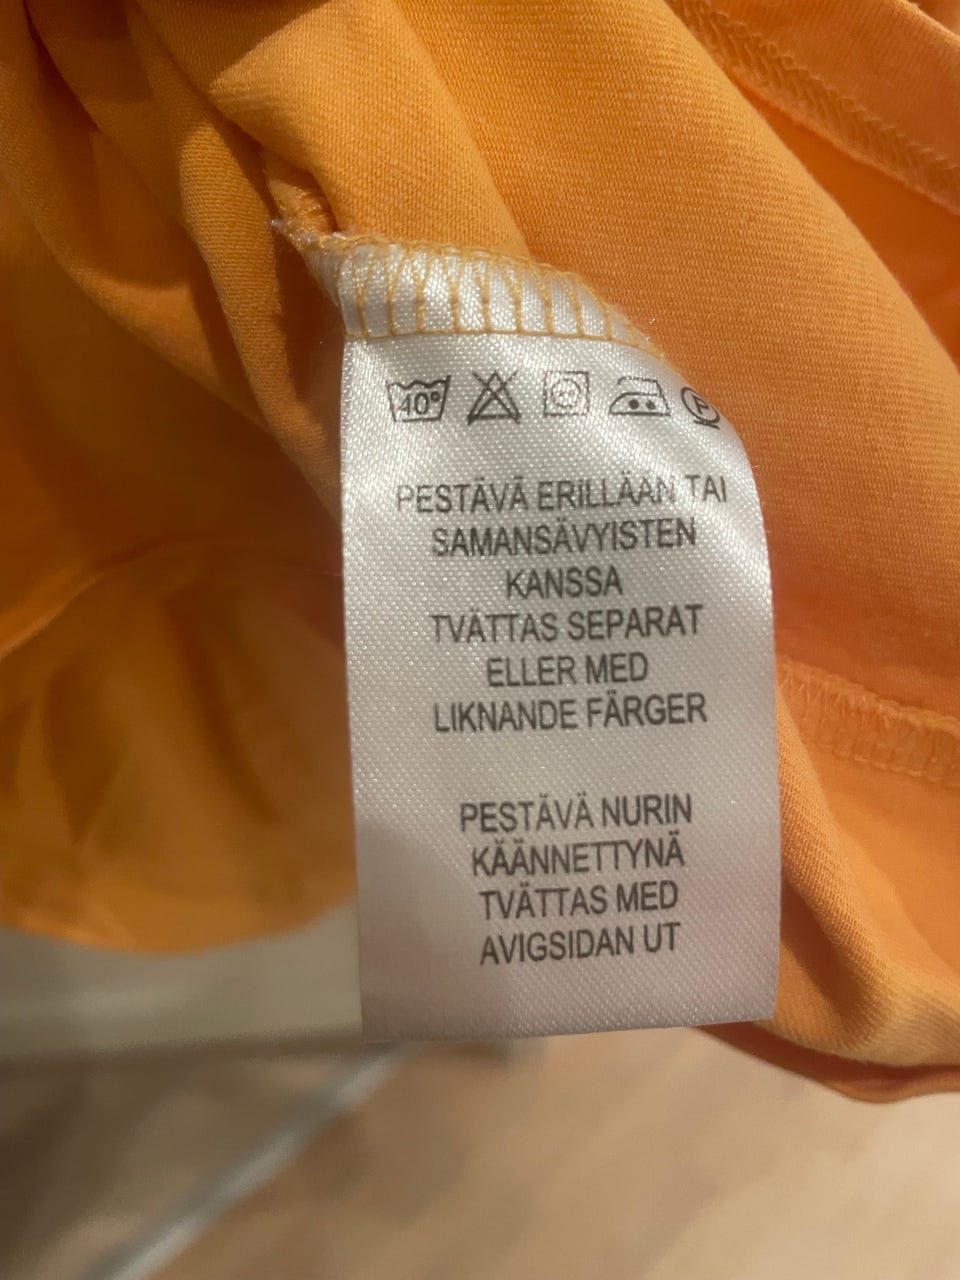 40° P
PESTÄVÄ ERILLÄÄN TAI
SAMANSÄVYISTEN
KANSSA
TVÄTTAS SEPARAT
ELLER MED
LIKNANDE FÄRGER
PESTÄVÄ NURIN
KÄÄNNETTYNÄ
TVÄTTAS MED
AVIGSIDAN UT